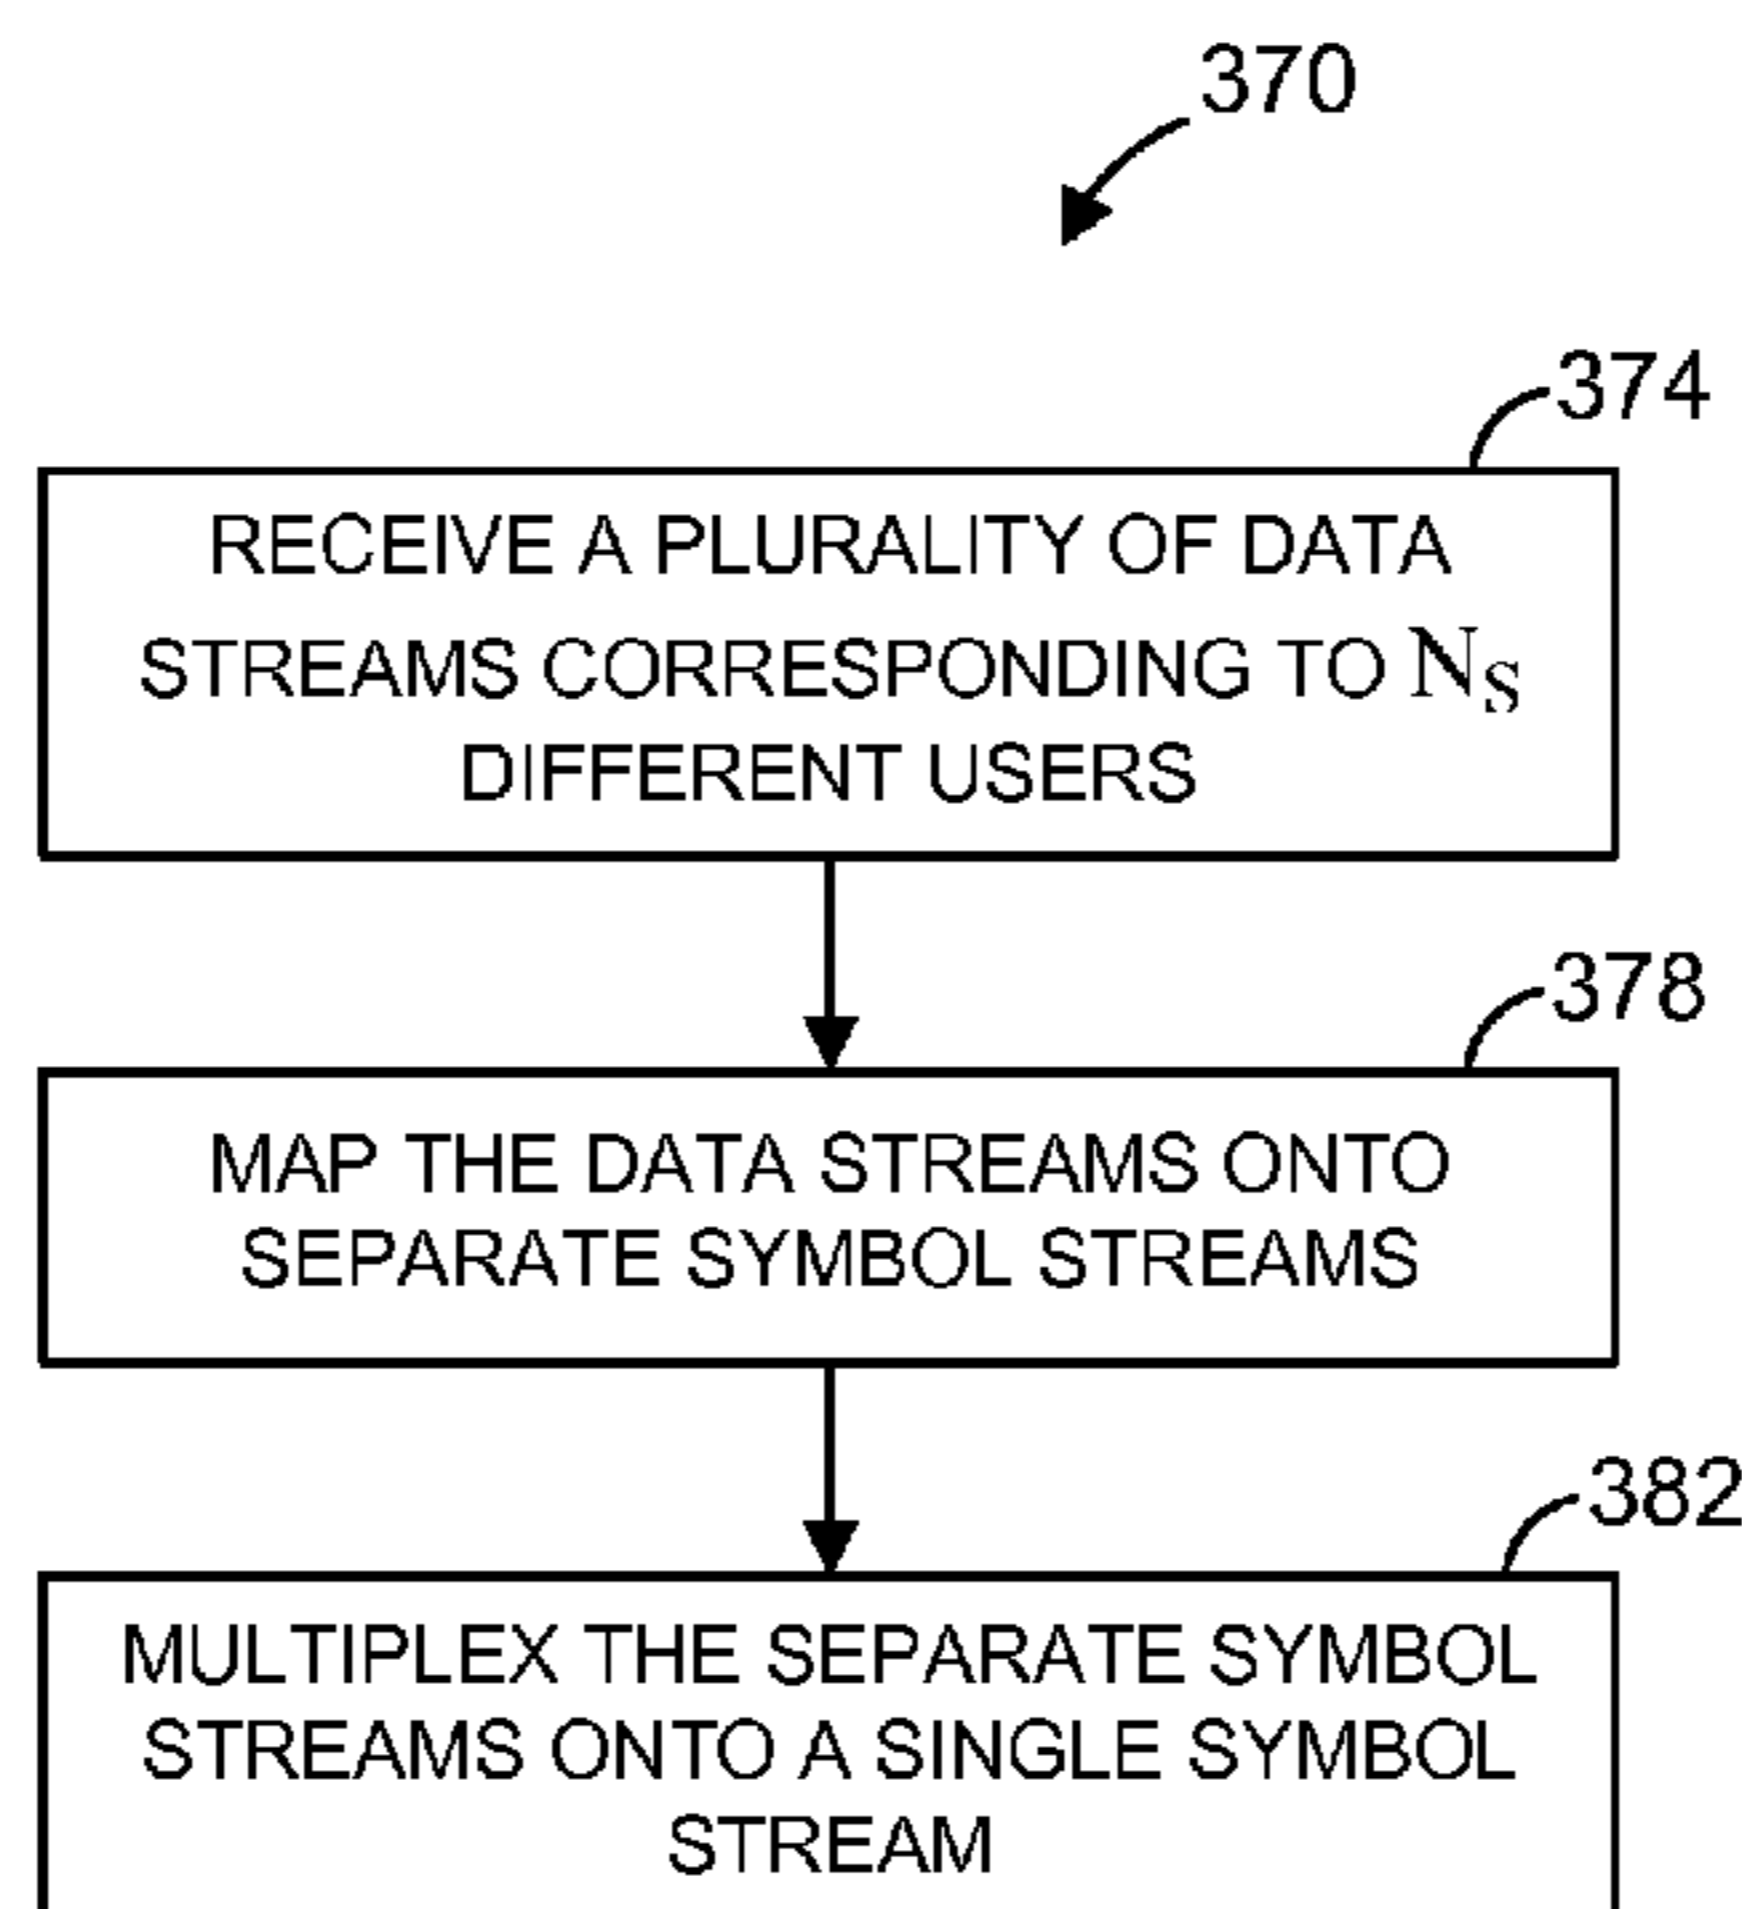 370
374
RECEIVE A PLURALITY OF DATA
STREAMS CORRESPONDING TO NS
DIFFERENT USERS
378
MAP THE DATA STREAMS ONTO
SEPARATE SYMBOL STREAMS
382
MULTIPLEX THE SEPARATE SYMBOL
STREAMS ONTO A SINGLE SYMBOL
STREAM